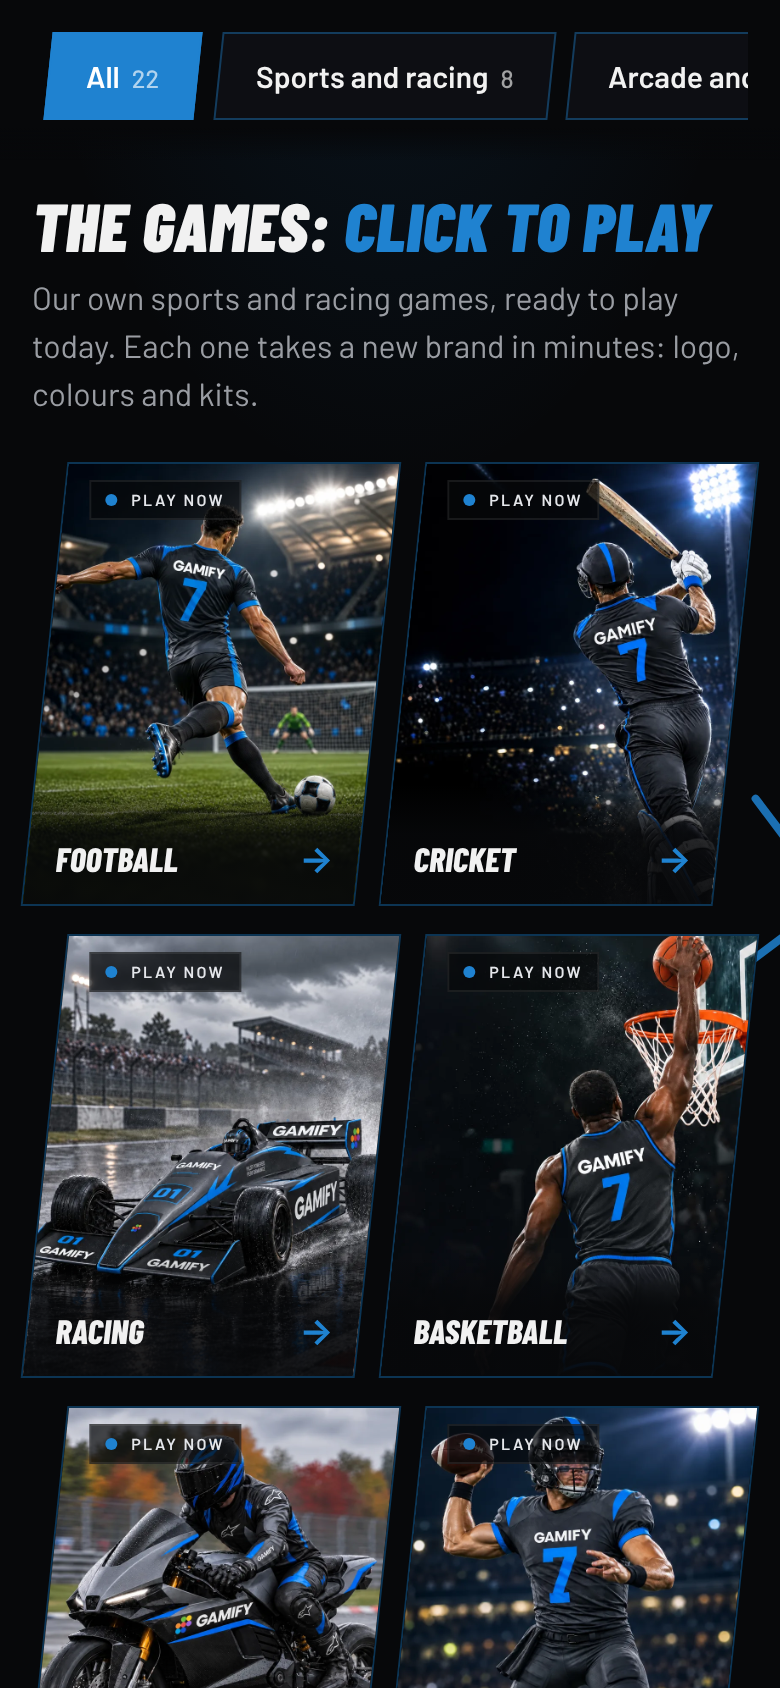 All 22
Sports and racing 8
Arcade and
THE GAMES: CLICK TO PLAY
Our own sports and racing games, ready to play
today. Each one takes a new brand in minutes: logo,
colours and kits.
PLAY NOW
GAMIFY
7
FOOTBALL
PLAY NOW
GAMIFY
7
CRICKET
PLAY NOW
GAMIFY
GAMIFY
01
GAMIFY
01
GAMIFY
01
GAMIFY
RACING
PLAY NOW
GAMIFY
7
BASKETBALL
PLAY NOW
GAMIFY
GAMIFY
PLAY NOW
GAMIFY
7